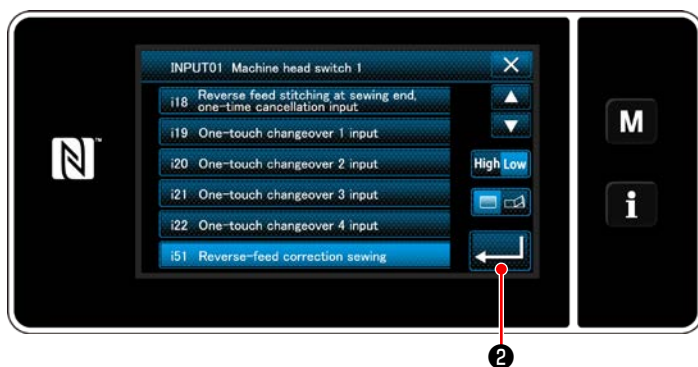 INPUT01 Machine head switch 1
i18 Reverse feed stitching at sewing end,
one-time cancellation input
i19 One-touch changeover 1 input
i20 One-touch changeover 2 input
High Low
i21 One-touch changeover 3 input
i22 One-touch changeover 4 input
i51 Reverse-feed correction sewing
M
i
N
❷